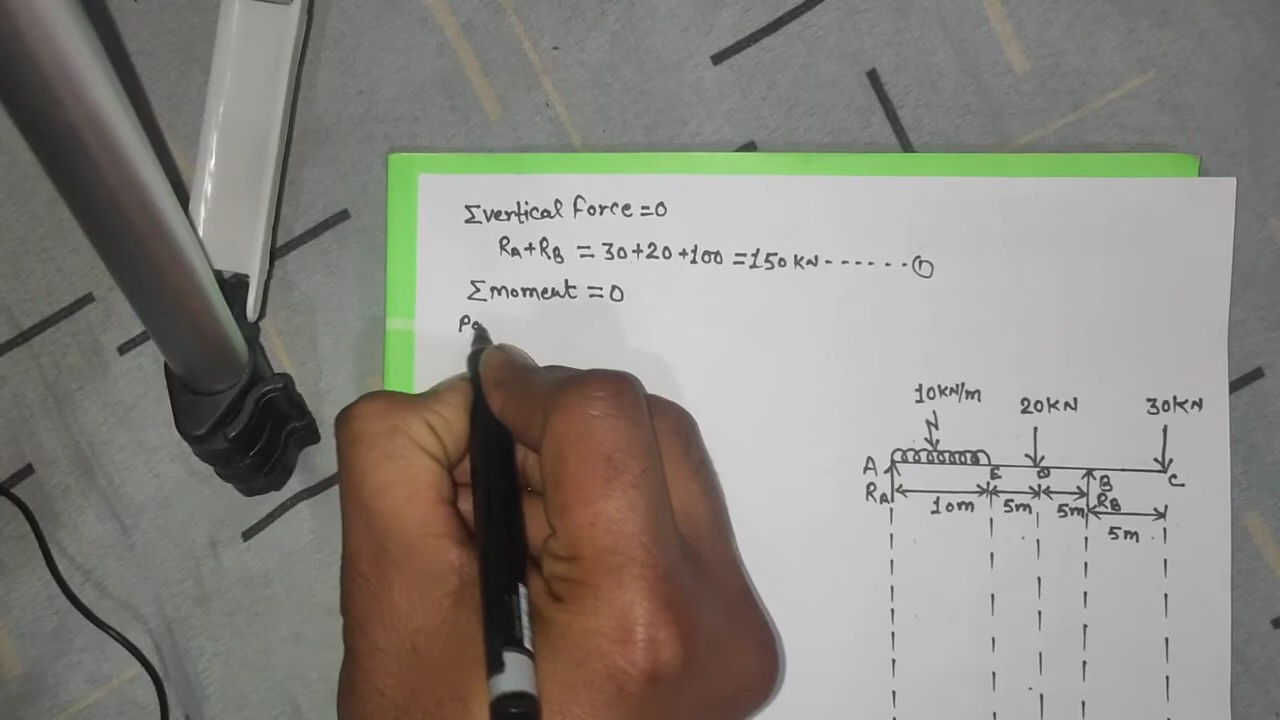 Σvertical force = 0
RA+RB = 30+20+100 = 150 KN ------- ①
Σmoment = 0
10KN/m 20KN 30KN
A E D B C
RA 10m 5m 5m RB
5m